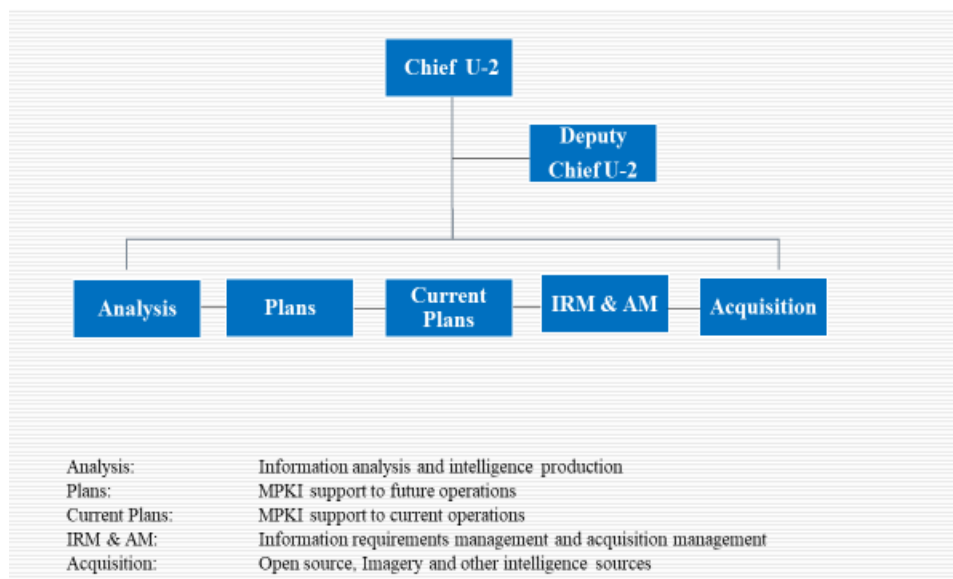 Chief U-2
Deputy
Chief U-2
Analysis
Plans
Current
Plans
IRM & AM
Acquisition
Analysis: Information analysis and intelligence production
Plans: MPKI support to future operations
Current Plans: MPKI support to current operations
IRM & AM: Information requirements management and acquisition management
Acquisition: Open source, Imagery and other intelligence sources